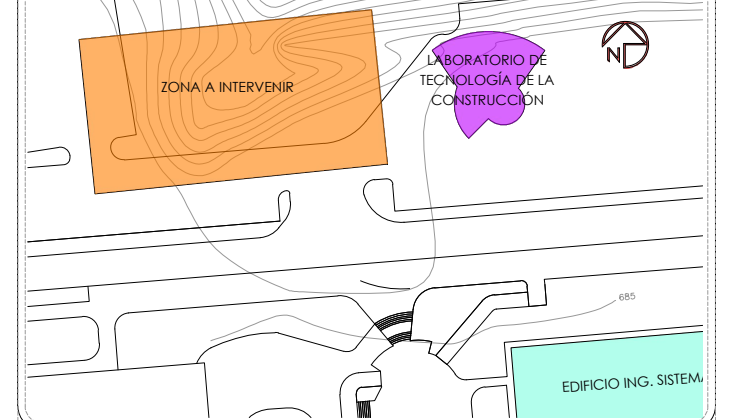 ZONA A INTERVENIR
LABORATORIO DE
TECNOLOGÍA DE LA
CONSTRUCCIÓN
N
685
EDIFICIO ING. SISTEMA